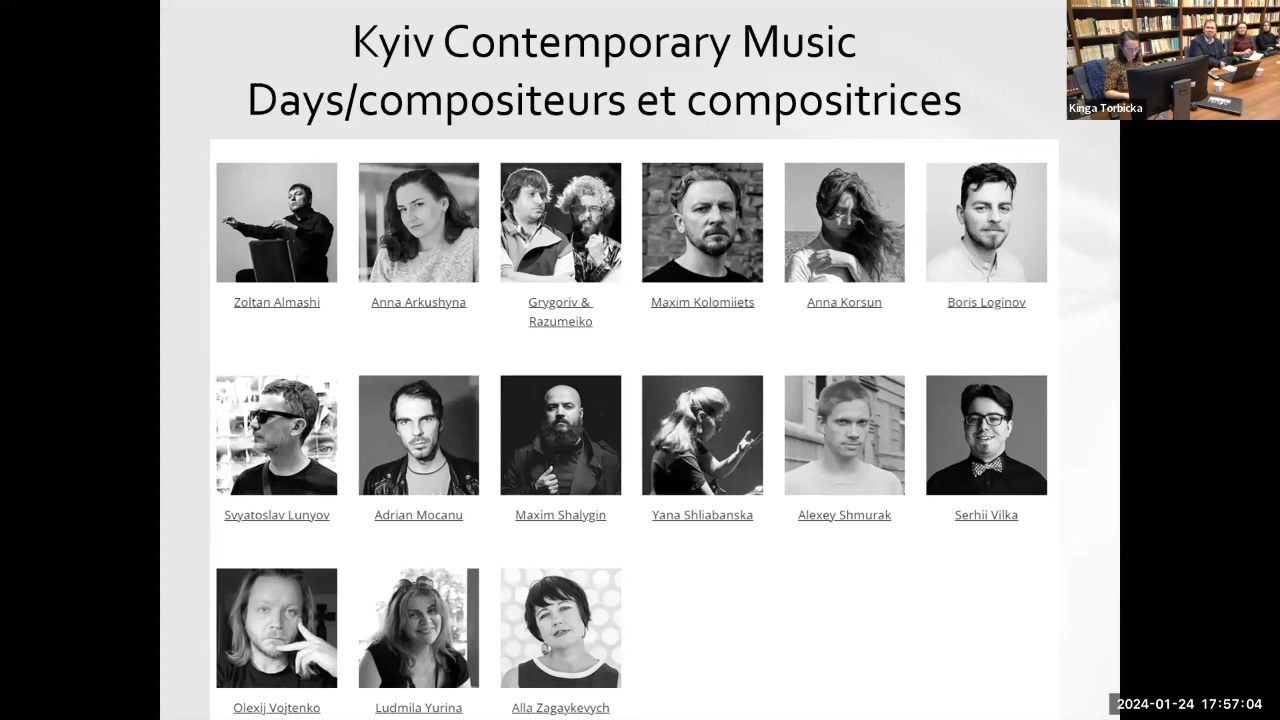 Kyiv Contemporary Music
Days/compositeurs et compositrices
Kinga Torbicka
Zoltan Almashi
Anna Arkushyna
Grygoriv &
Razumeiko
Maxim Kolomiiets
Anna Korsun
Boris Loginov
Svyatoslav Lunyov
Adrian Mocanu
Maxim Shalygin
Yana Shliabanska
Alexey Shmurak
Serhii Vilka
Olexij Vojtenko
Ludmila Yurina
Alla Zagaykevych
2024-01-24 17:57:04